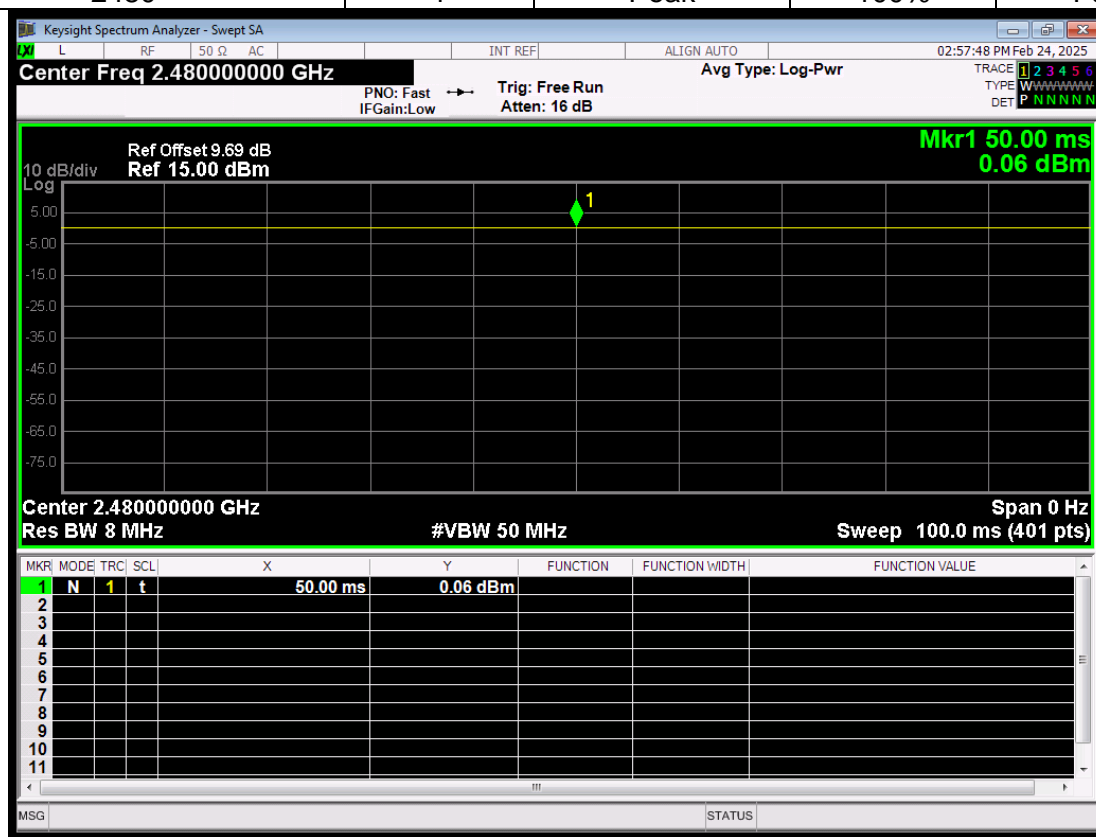 2480 Peak 100%
Keysight Spectrum Analyzer - Swept SA
LXI L RF 50 Ω AC INT REF ALIGN AUTO 02:57:48 PM Feb 24, 2025
Center Freq 2.480000000 GHz Avg Type: Log-Pwr TRACE 1 2 3 4 5 6
PNO: Fast Trig: Free Run TYPE WWWWWW
IFGain:Low Atten: 16 dB DET P N N N N N
Mkr1 50.00 ms
Ref Offset 9.69 dB
10 dB/div Ref 15.00 dBm 0.06 dBm
Log
1
5.00
-5.00
-15.0
-25.0
-35.0
-45.0
-55.0
-65.0
-75.0
Center 2.480000000 GHz Span 0 Hz
Res BW 8 MHz #VBW 50 MHz Sweep 100.0 ms (401 pts)
MKR MODE TRC SCL X Y FUNCTION FUNCTION WIDTH FUNCTION VALUE
1 N 1 t 50.00 ms 0.06 dBm
2
3
4
5
6
7
8
9
10
11
MSG STATUS